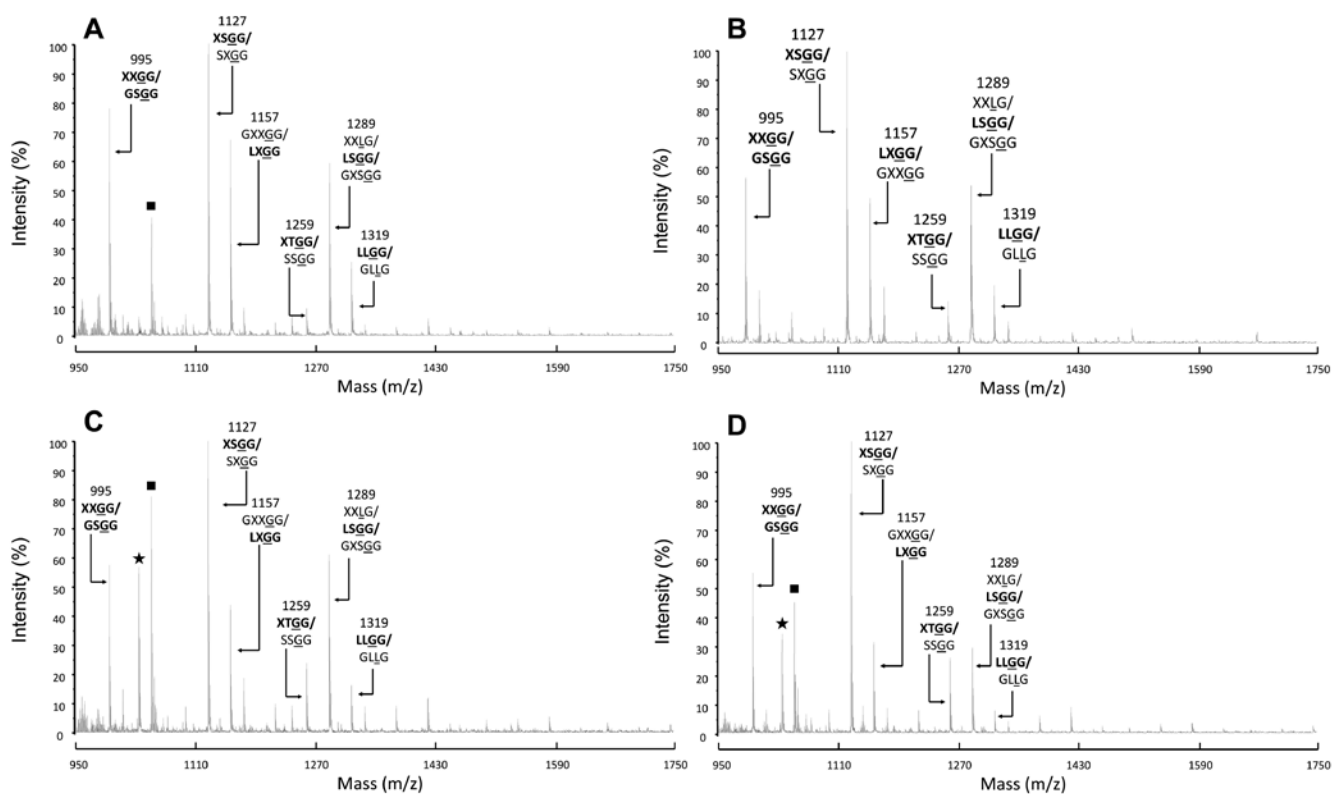 A
1127
XSGG/
SXGG
995
XXGG/
GSGG
1157
GXXGG/
LXGG
1289
XXLG/
LSGG/
GXSGG
1259
XTGG/
SSGG
1319
LLGG/
GLLG
100
90
80
70
60
50
40
30
20
10
0
Intensity (%)
950
1110
1270
1430
1590
1750
Mass (m/z)
B
1127
XSGG/
SXGG
995
XXGG/
GSGG
1157
LXGG/
GXXGG
1289
XXLG/
LSGG/
GXSGG
1259
XTGG/
SSGG
1319
LLGG/
GLLG
100
90
80
70
60
50
40
30
20
10
0
Intensity (%)
950
1110
1270
1430
1590
1750
Mass (m/z)
C
1127
XSGG/
SXGG
995
XXGG/
GSGG
1157
GXXGG/
LXGG
1289
XXLG/
LSGG/
GXSGG
1259
XTGG/
SSGG
1319
LLGG/
GLLG
100
90
80
70
60
50
40
30
20
10
0
Intensity (%)
950
1110
1270
1430
1590
1750
Mass (m/z)
D
1127
XSGG/
SXGG
995
XXGG/
GSGG
1157
GXXGG/
LXGG
1289
XXLG/
LSGG/
GXSGG
1259
XTGG/
SSGG
1319
LLGG/
GLLG
100
90
80
70
60
50
40
30
20
10
0
Intensity (%)
950
1110
1270
1430
1590
1750
Mass (m/z)